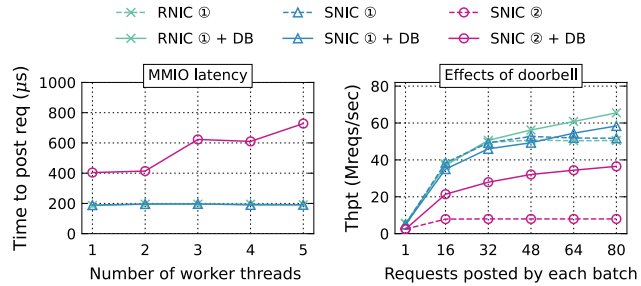 RNIC ① SNIC ① SNIC ②
RNIC ① + DB SNIC ① + DB SNIC ② + DB
MMIO latency
Time to post req (μs)
1000
800
600
400
200
0
1 2 3 4 5
Number of worker threads
Effects of doorbell
Thpt (Mreqs/sec)
80
60
40
20
0
1 16 32 48 64 80
Requests posted by each batch